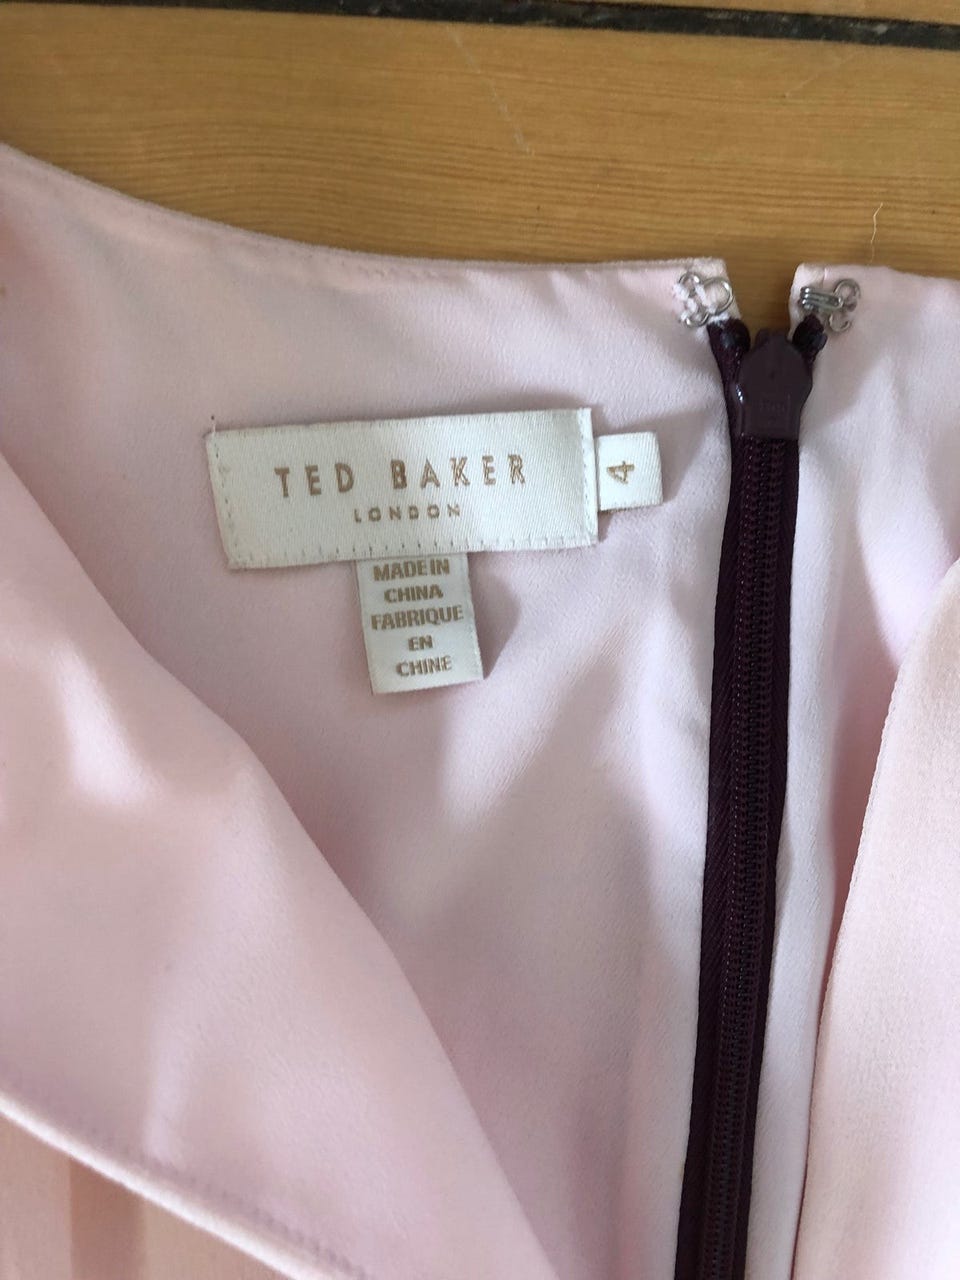 TED BAKER
LONDON
4
MADE IN
CHINA
FABRIQUE
EN
CHINE